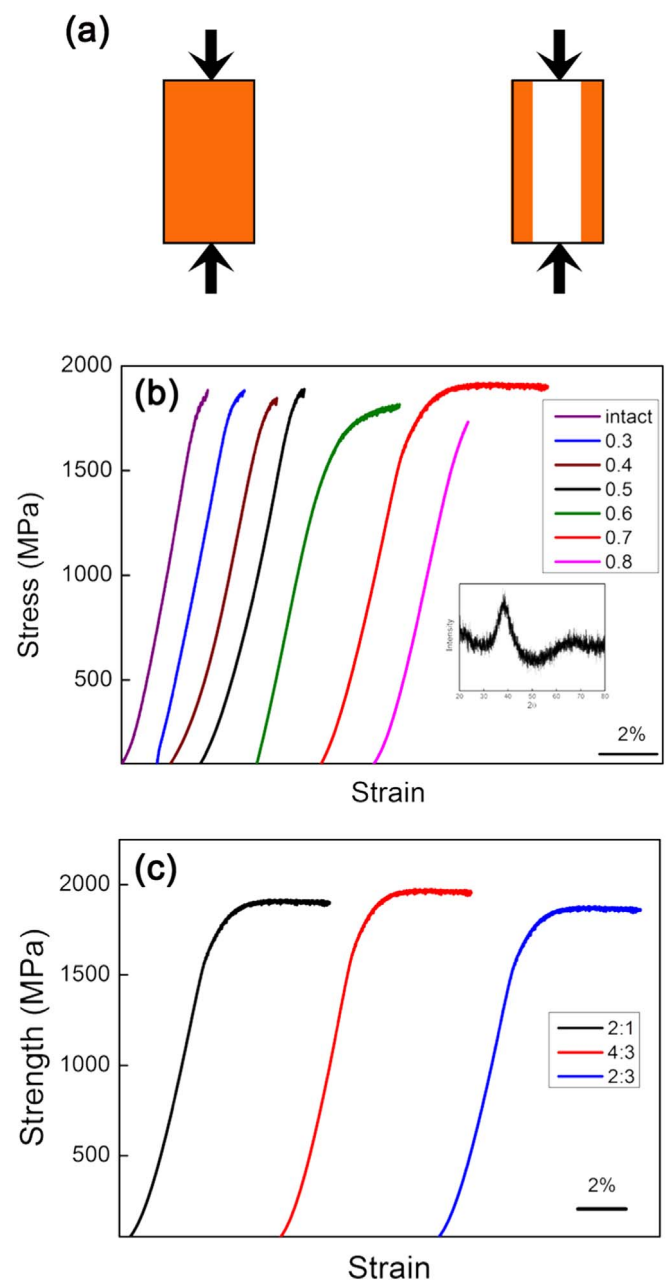 (a)
(b)
Stress (MPa)
2000
1500
1000
500
intact
0.3
0.4
0.5
0.6
0.7
0.8
Intensity
20 30 40 50 60 70 80
2Θ
2%
Strain
(c)
Strength (MPa)
2000
1500
1000
500
2:1
4:3
2:3
2%
Strain